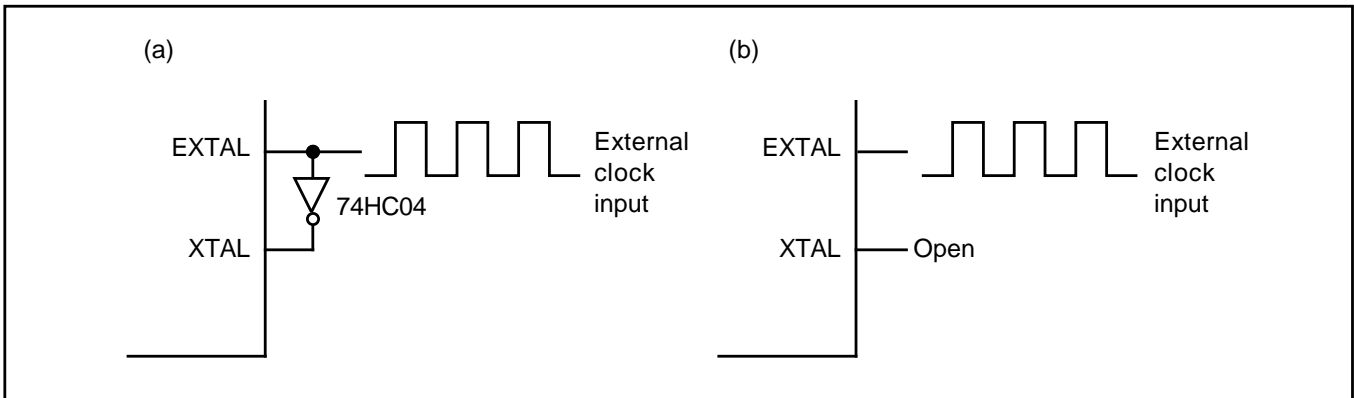 (a)
EXTAL
External
clock
input
74HC04
XTAL
(b)
EXTAL
External
clock
input
XTAL
Open